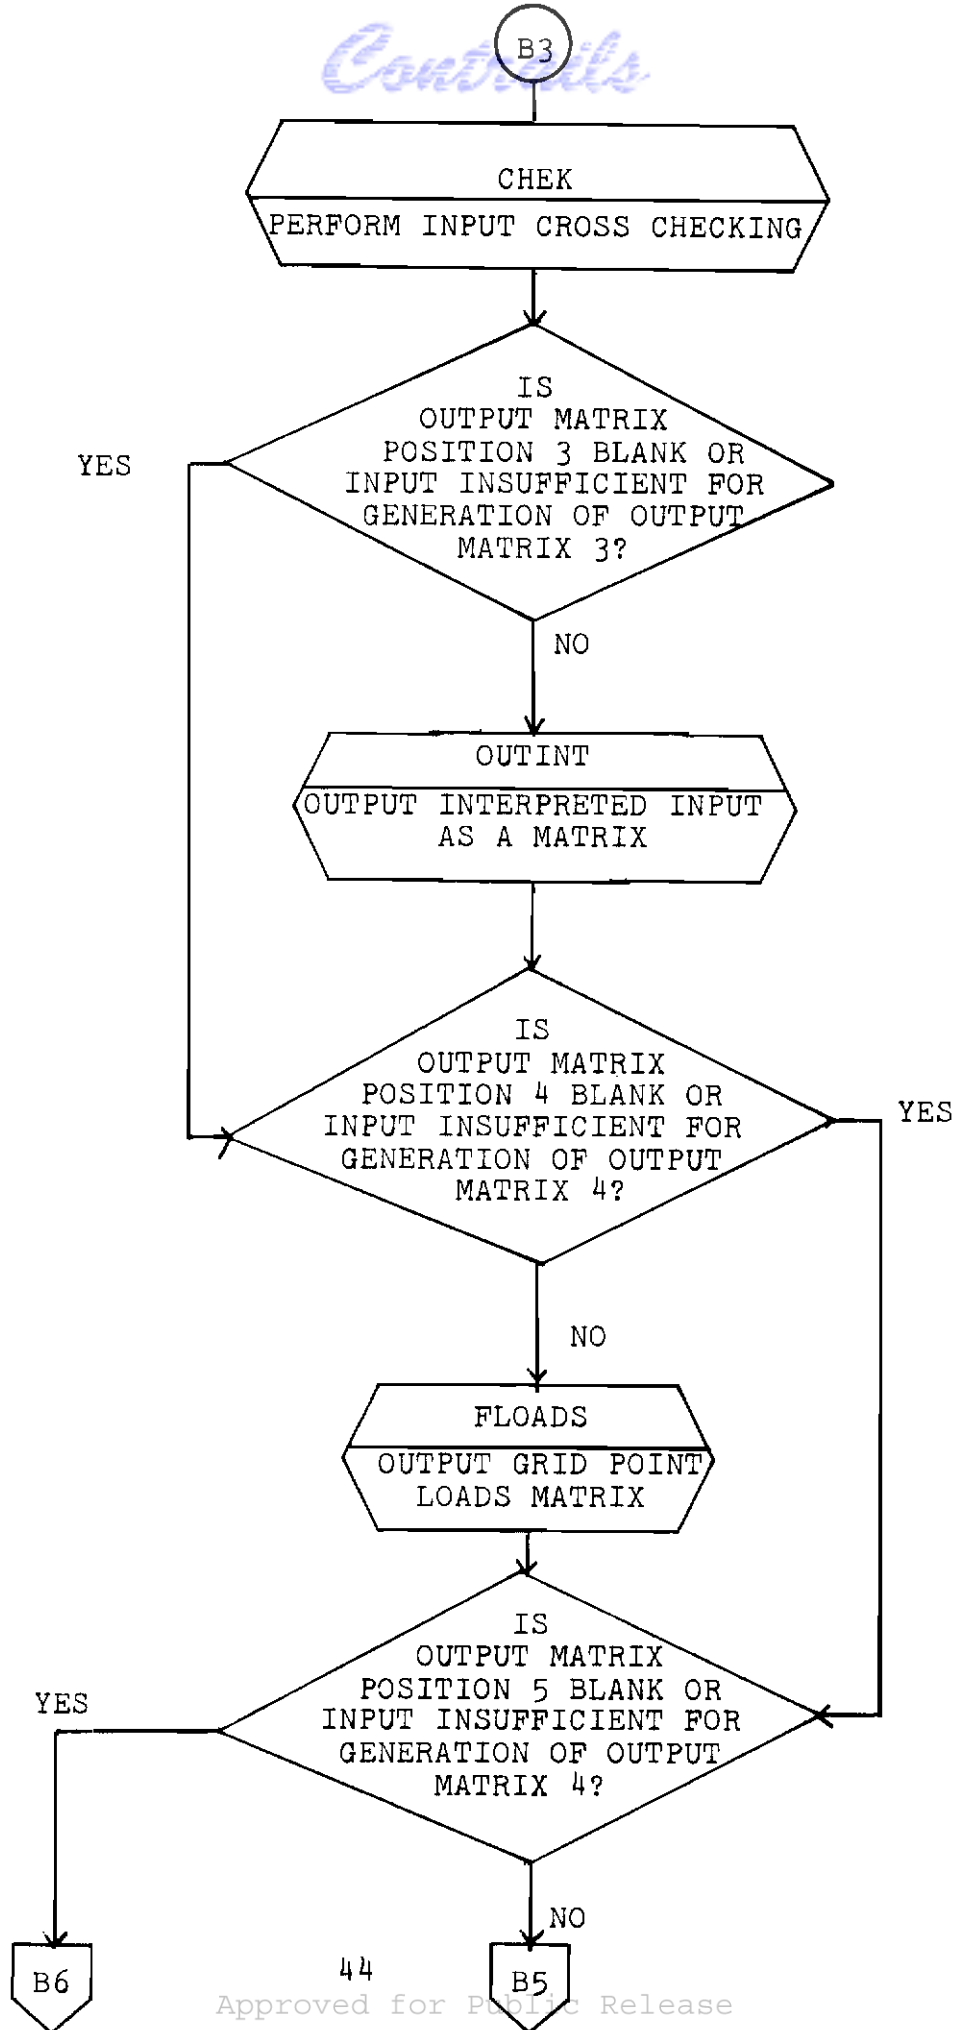 Contrails
B3
CHEK
PERFORM INPUT CROSS CHECKING
IS
OUTPUT MATRIX
POSITION 3 BLANK OR
INPUT INSUFFICIENT FOR
GENERATION OF OUTPUT
MATRIX 3?
YES
NO
OUTINT
OUTPUT INTERPRETED INPUT
AS A MATRIX
IS
OUTPUT MATRIX
POSITION 4 BLANK OR
INPUT INSUFFICIENT FOR
GENERATION OF OUTPUT
MATRIX 4?
YES
NO
FLOADS
OUTPUT GRID POINT
LOADS MATRIX
IS
OUTPUT MATRIX
POSITION 5 BLANK OR
INPUT INSUFFICIENT FOR
GENERATION OF OUTPUT
MATRIX 4?
YES
NO
B6
44
B5
Approved for Public Release